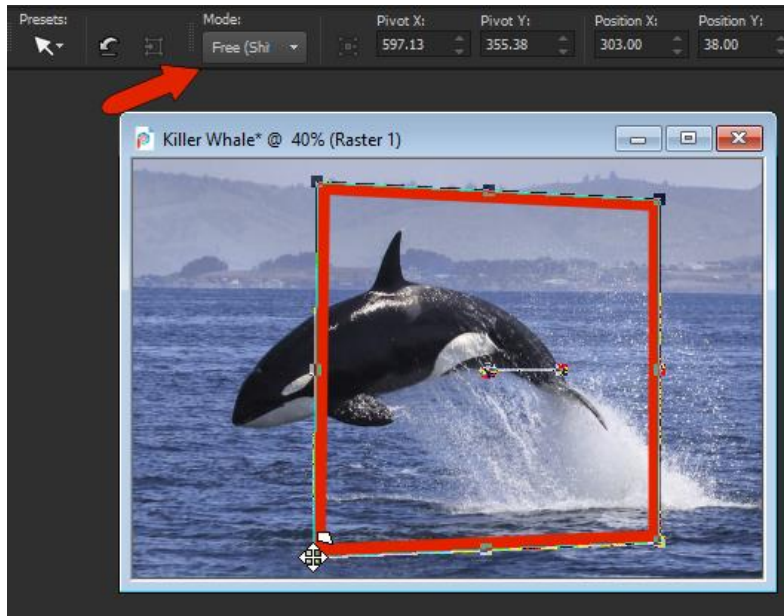 Presets:
Mode:
Pivot X:
Pivot Y:
Position X:
Position Y:
Free (Shi
597.13
355.38
303.00
38.00
Killer Whale* @ 40% (Raster 1)